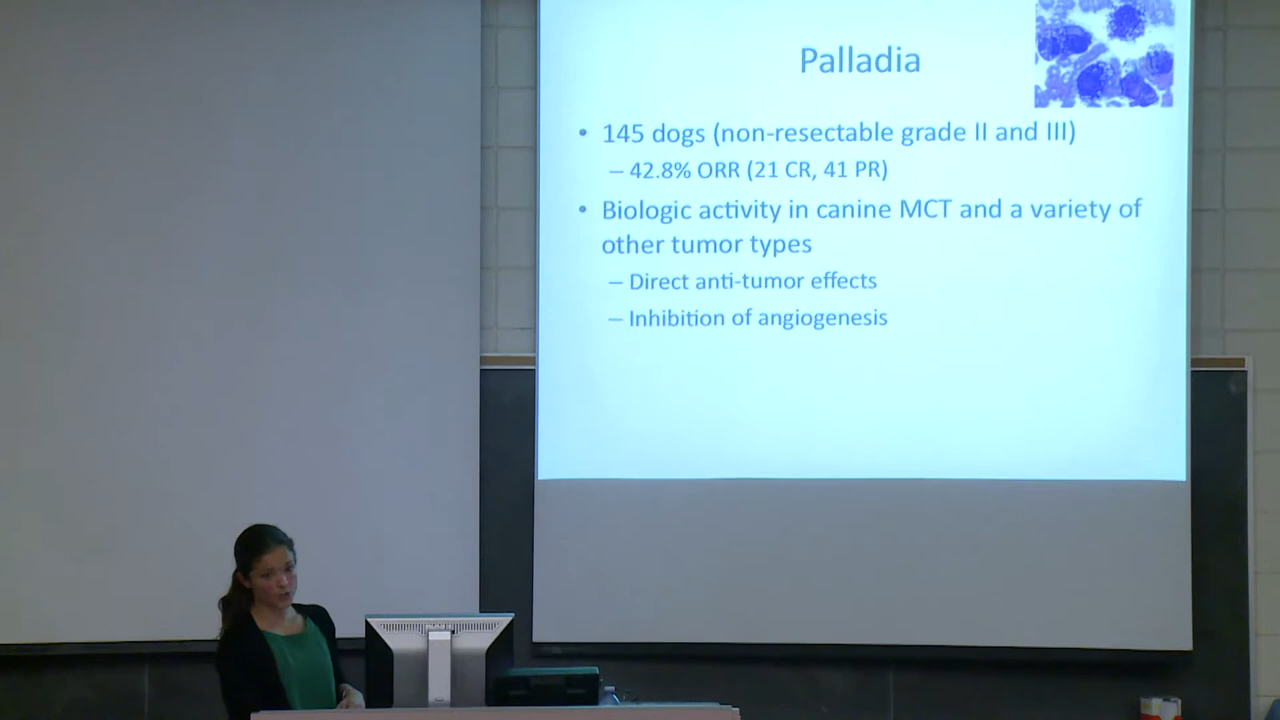 Palladia
• 145 dogs (non-resectable grade II and III)
– 42.8% ORR (21 CR, 41 PR)
• Biologic activity in canine MCT and a variety of
other tumor types
– Direct anti-tumor effects
– Inhibition of angiogenesis